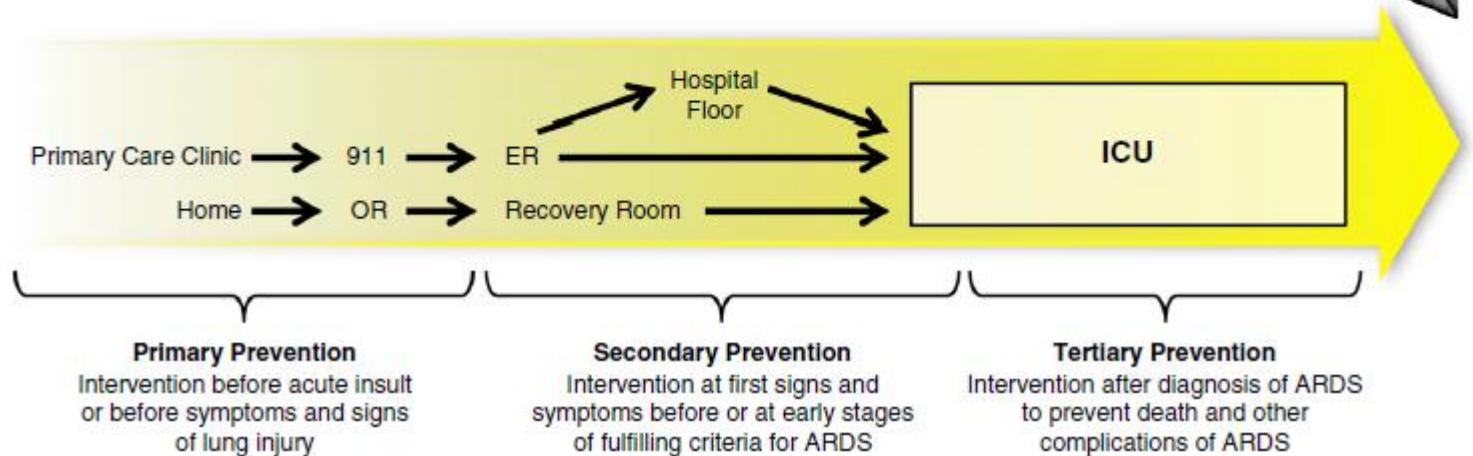 Hospital
Floor
Primary Care Clinic 911 ER
ICU
Home OR Recovery Room
Primary Prevention
Intervention before acute insult
or before symptoms and signs
of lung injury
Secondary Prevention
Intervention at first signs and
symptoms before or at early stages
of fulfilling criteria for ARDS
Tertiary Prevention
Intervention after diagnosis of ARDS
to prevent death and other
complications of ARDS